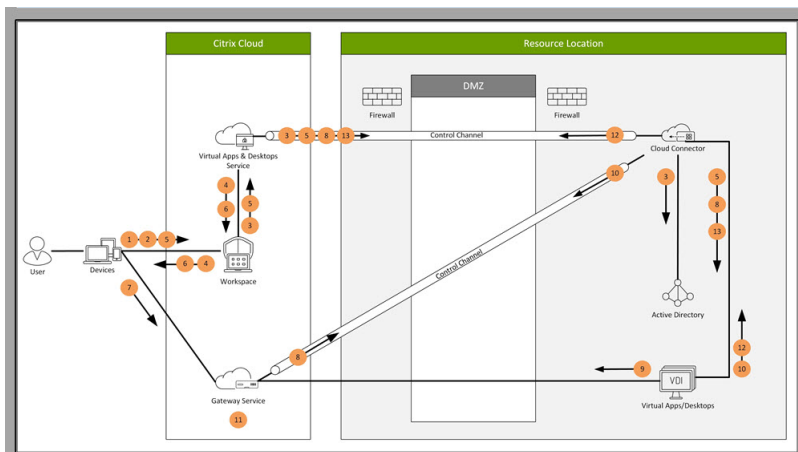 Citrix Cloud
Resource Location
DMZ
Firewall
Firewall
3 5 8 13
Control Channel
12
Virtual Apps & Desktops
Service
Cloud Connector
4
6
5
3
10
3
5
8
13
1 2 5
User
Devices
6 4
Workspace
Control Channel
7
Active Directory
8
12
10
9
VDI
Gateway Service
Virtual Apps/Desktops
11